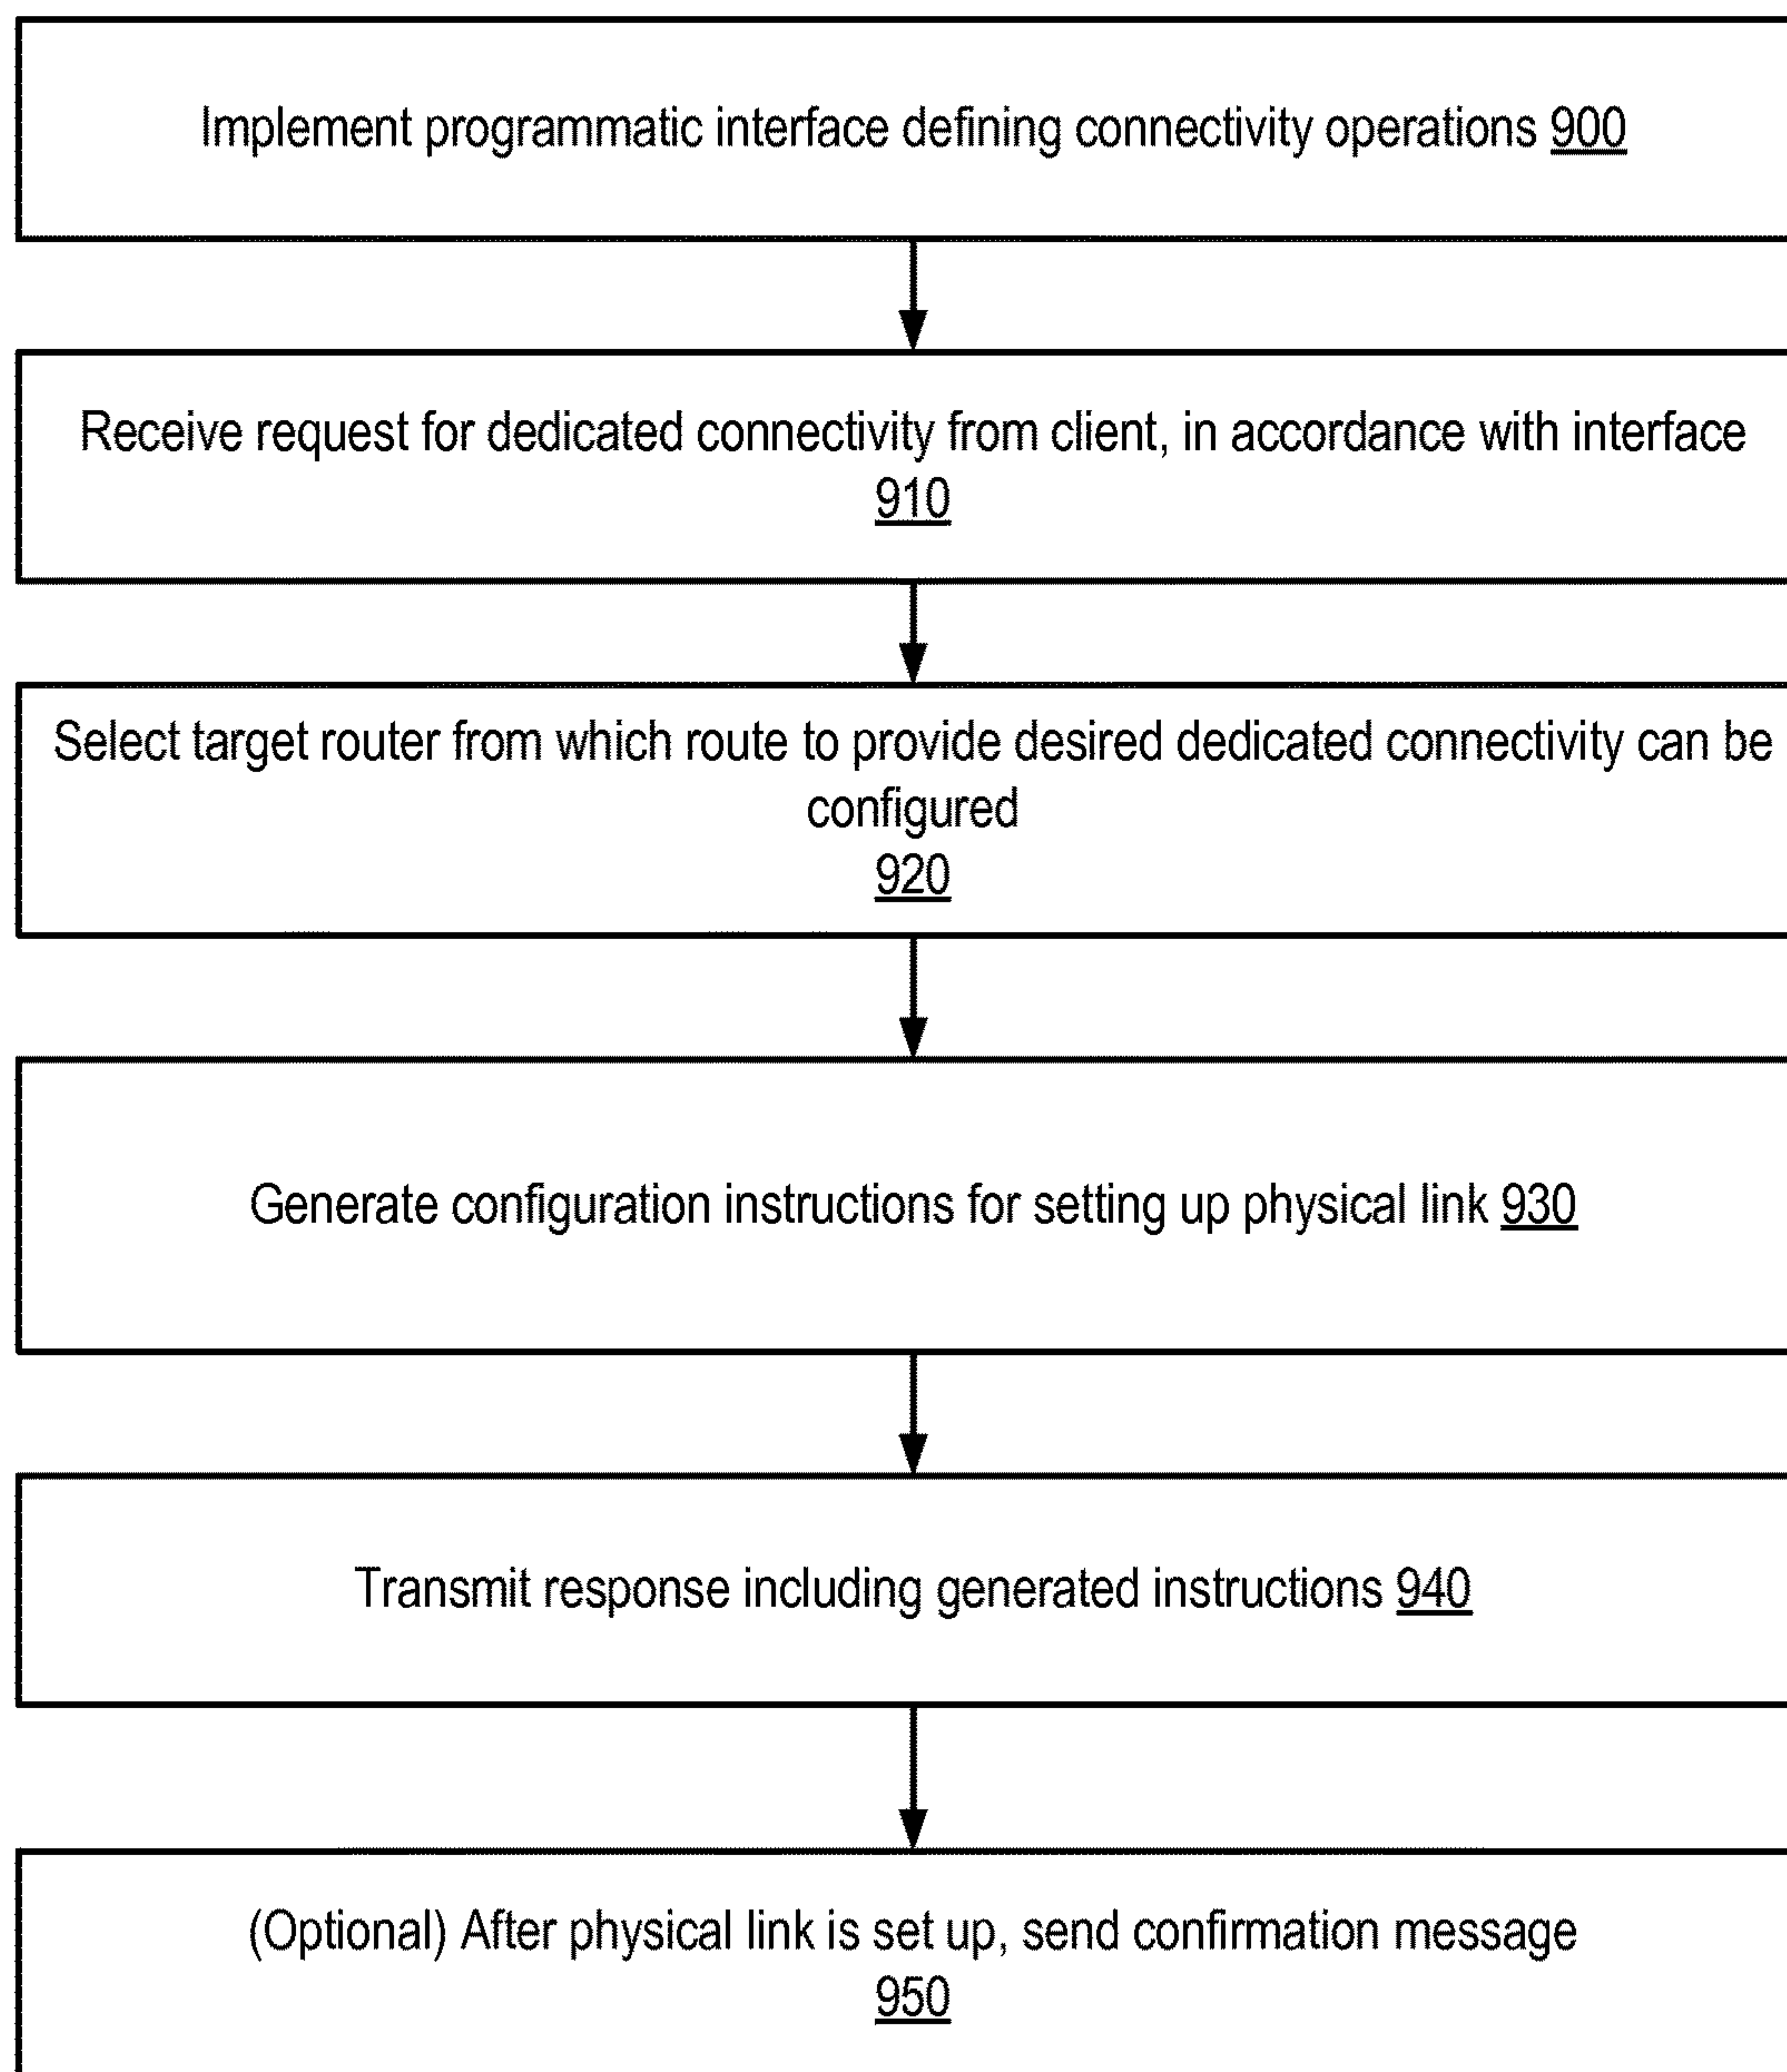 Implement programmatic interface defining connectivity operations 900
Receive request for dedicated connectivity from client, in accordance with interface
910
Select target router from which route to provide desired dedicated connectivity can be
configured
920
Generate configuration instructions for setting up physical link 930
Transmit response including generated instructions 940
(Optional) After physical link is set up, send confirmation message
950